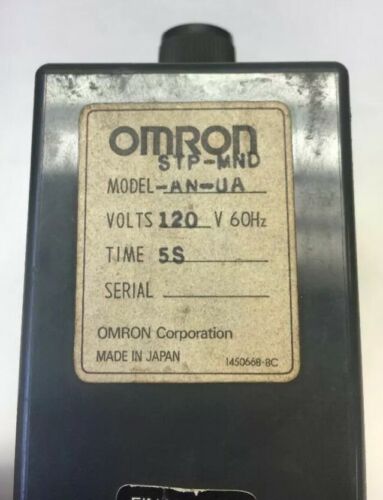 OMRON
STP-MND
MODEL-AN-UA
VOLTS 120 V 60Hz
TIME 5S
SERIAL
OMRON Corporation
MADE IN JAPAN 1450668-8C